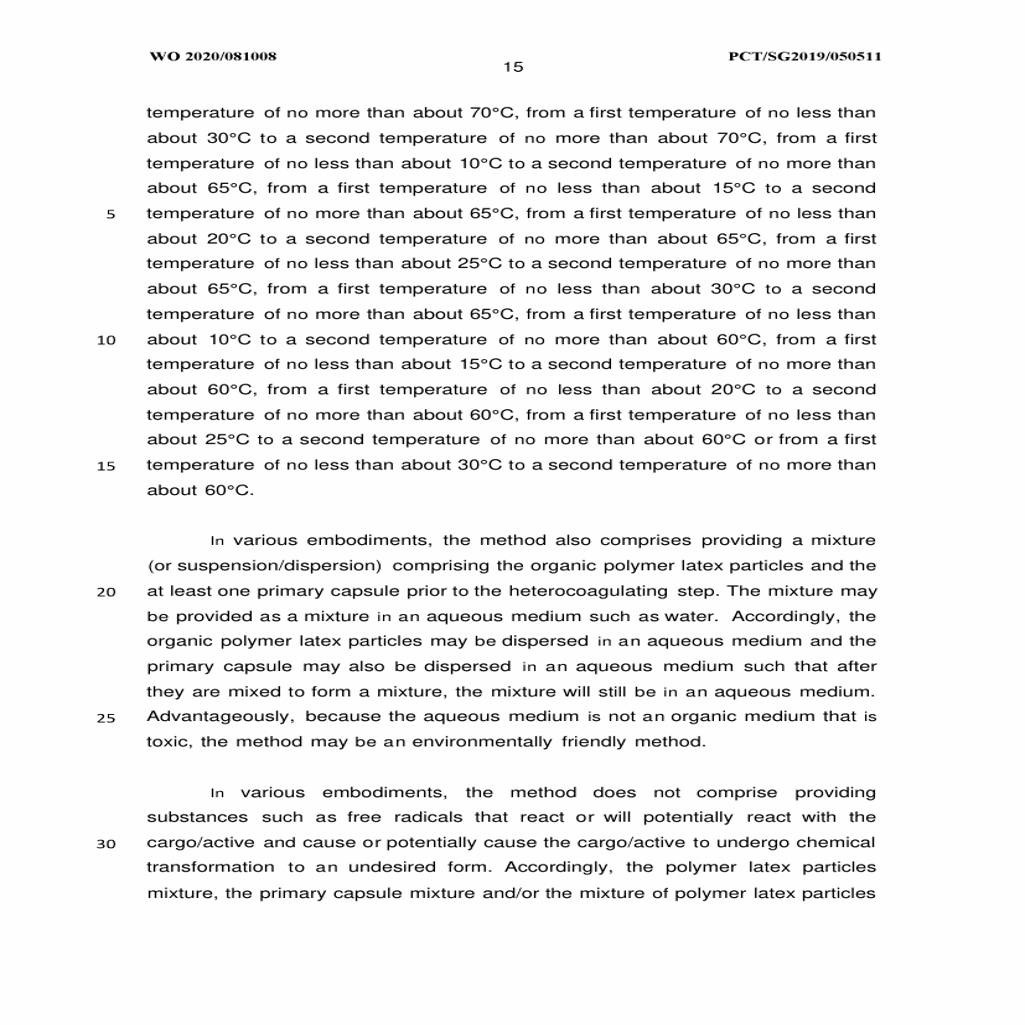 WO 2020/081008
PCT/SG2019/050511
15
temperature of no more than about 70°C, from a first temperature of no less than
about 30°C to a second temperature of no more than about 70°C, from a first
temperature of no less than about 10°C to a second temperature of no more than
about 65°C, from a first temperature of no less than about 15°C to a second
5 temperature of no more than about 65°C, from a first temperature of no less than
about 20°C to a second temperature of no more than about 65°C, from a first
temperature of no less than about 25°C to a second temperature of no more than
about 65°C, from a first temperature of no less than about 30°C to a second
temperature of no more than about 65°C, from a first temperature of no less than
10 about 10°C to a second temperature of no more than about 60°C, from a first
temperature of no less than about 15°C to a second temperature of no more than
about 60°C, from a first temperature of no less than about 20°C to a second
temperature of no more than about 60°C, from a first temperature of no less than
about 25°C to a second temperature of no more than about 60°C or from a first
15 temperature of no less than about 30°C to a second temperature of no more than
about 60°C.
In various embodiments, the method also comprises providing a mixture
(or suspension/dispersion) comprising the organic polymer latex particles and the
20 at least one primary capsule prior to the heterocoagulating step. The mixture may
be provided as a mixture in an aqueous medium such as water. Accordingly, the
organic polymer latex particles may be dispersed in an aqueous medium and the
primary capsule may also be dispersed in an aqueous medium such that after
they are mixed to form a mixture, the mixture will still be in an aqueous medium.
25 Advantageously, because the aqueous medium is not an organic medium that is
toxic, the method may be an environmentally friendly method.
In various embodiments, the method does not comprise providing
substances such as free radicals that react or will potentially react with the
30 cargo/active and cause or potentially cause the cargo/active to undergo chemical
transformation to an undesired form. Accordingly, the polymer latex particles
mixture, the primary capsule mixture and/or the mixture of polymer latex particles